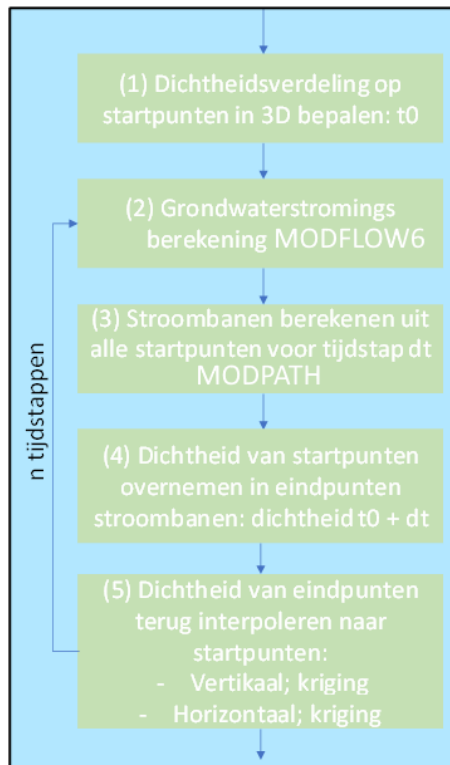 (1) Dichtheidsverdeling op
startpunten in 3D bepalen: t0
(2) Grondwaterstromings
berekening MODFLOW6
(3) Stroombanen berekenen uit
alle startpunten voor tijdstap dt
MODPATH
(4) Dichtheid van startpunten
overnemen in eindpunten
stroombanen: dichtheid t0 + dt
(5) Dichtheid van eindpunten
terug interpoleren naar
startpunten:
- Vertikaal; kriging
- Horizontaal; kriging
n tijdstappen